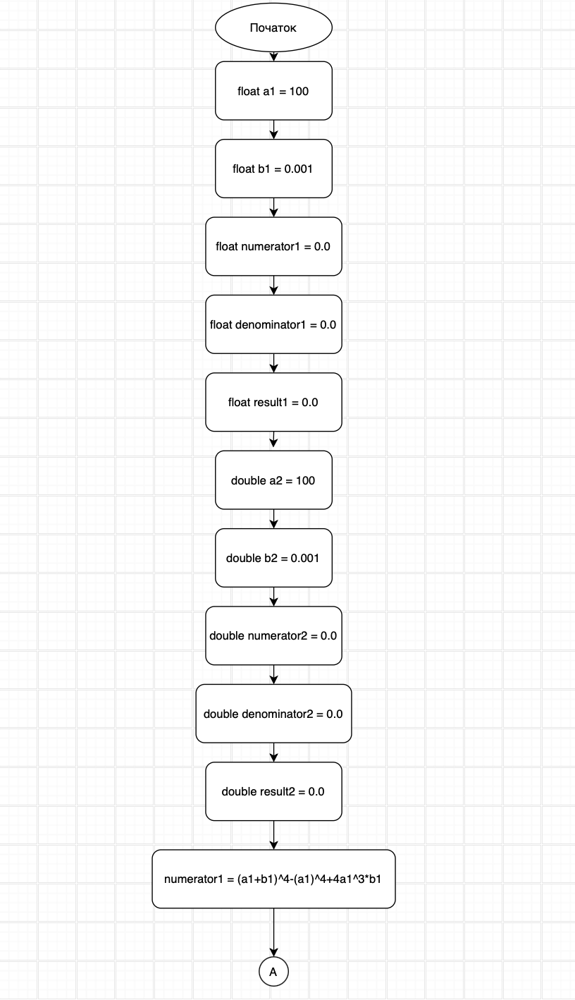 Початок
float a1 = 100
float b1 = 0.001
float numerator1 = 0.0
float denominator1 = 0.0
float result1 = 0.0
double a2 = 100
double b2 = 0.001
double numerator2 = 0.0
double denominator2 = 0.0
double result2 = 0.0
numerator1 = (a1+b1)^4-(a1)^4+4a1^3*b1
A